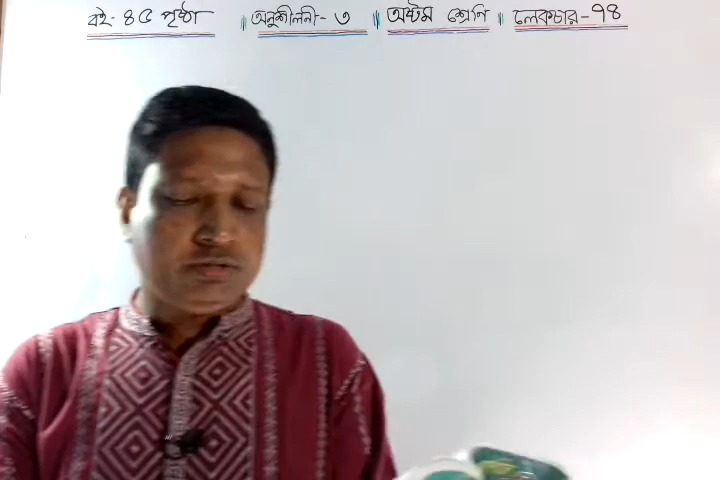 বই- ৪৫ পৃষ্ঠা || অনুশীলনী- ৩ || অষ্টম শ্রেণি || লেকচার-৭৪